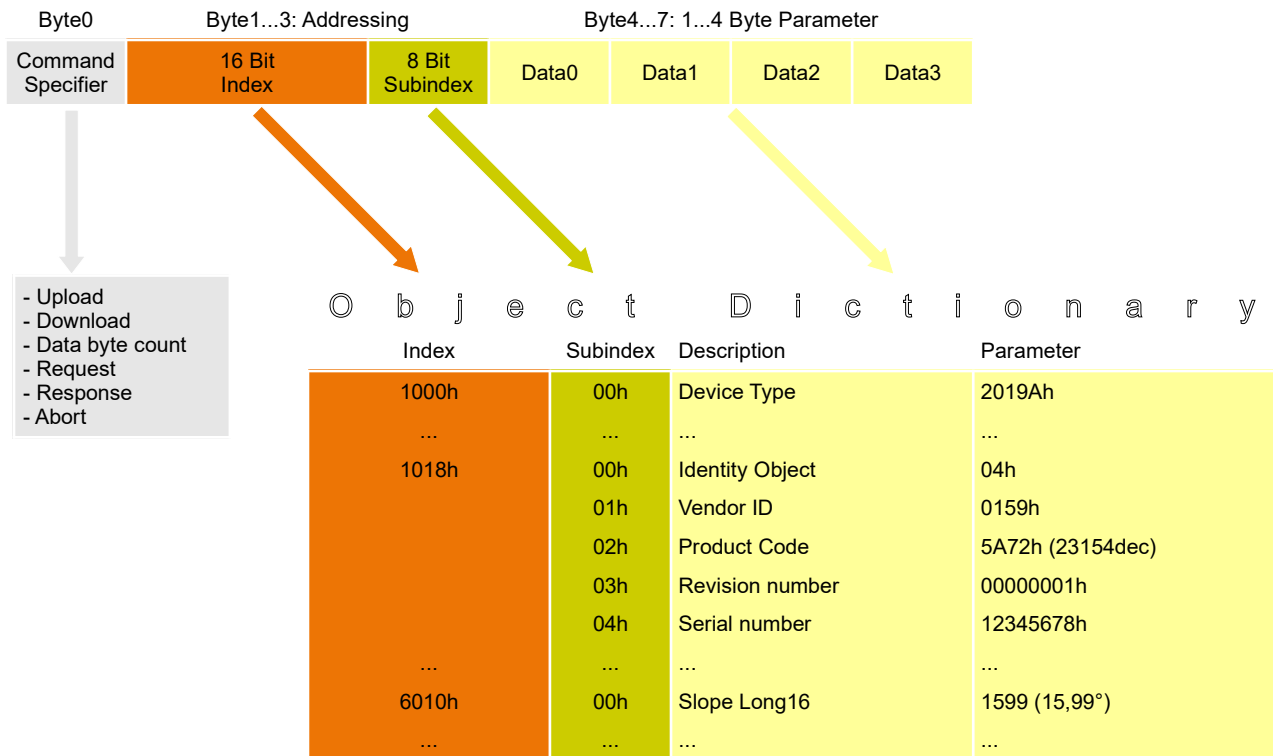 Byte0 Byte1...3: Addressing Byte4...7: 1...4 Byte Parameter
Command Specifier
16 Bit Index
8 Bit Subindex
Data0 Data1 Data2 Data3
- Upload
- Download
- Data byte count
- Request
- Response
- Abort
Object Dictionary
Index Subindex Description Parameter
1000h 00h Device Type 2019Ah
... ... ... ...
1018h 00h Identity Object 04h
01h Vendor ID 0159h
02h Product Code 5A72h (23154dec)
03h Revision number 00000001h
04h Serial number 12345678h
... ... ... ...
6010h 00h Slope Long16 1599 (15,99°)
... ... ... ...